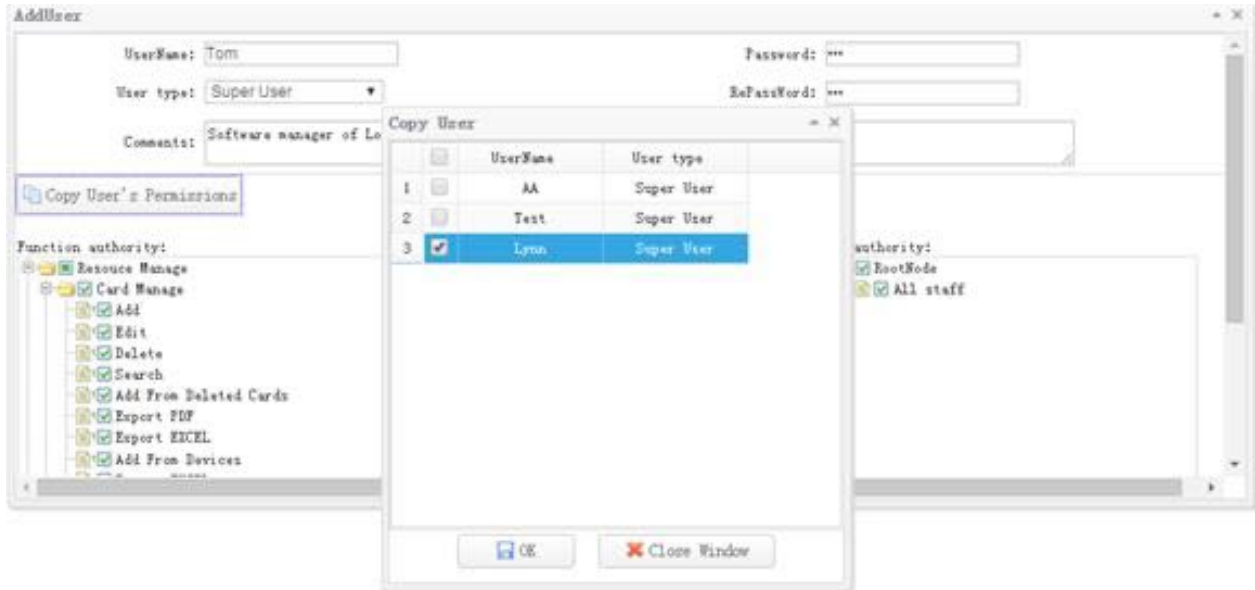 AddUser
UserName: Tom
Password: •••
User type: Super User
RePassWord: •••
Comments: Software manager of Lo
Copy User's Permissions
Function authority:
Resouce Manage
Card Manage
Add
Edit
Delete
Search
Add From Deleted Cards
Export PDF
Export EXCEL
Add From Devices
Copy User
UserName User type
1 AA Super User
2 Test Super User
3 Lynn Super User
OK Close Window
authority:
RootNode
All staff